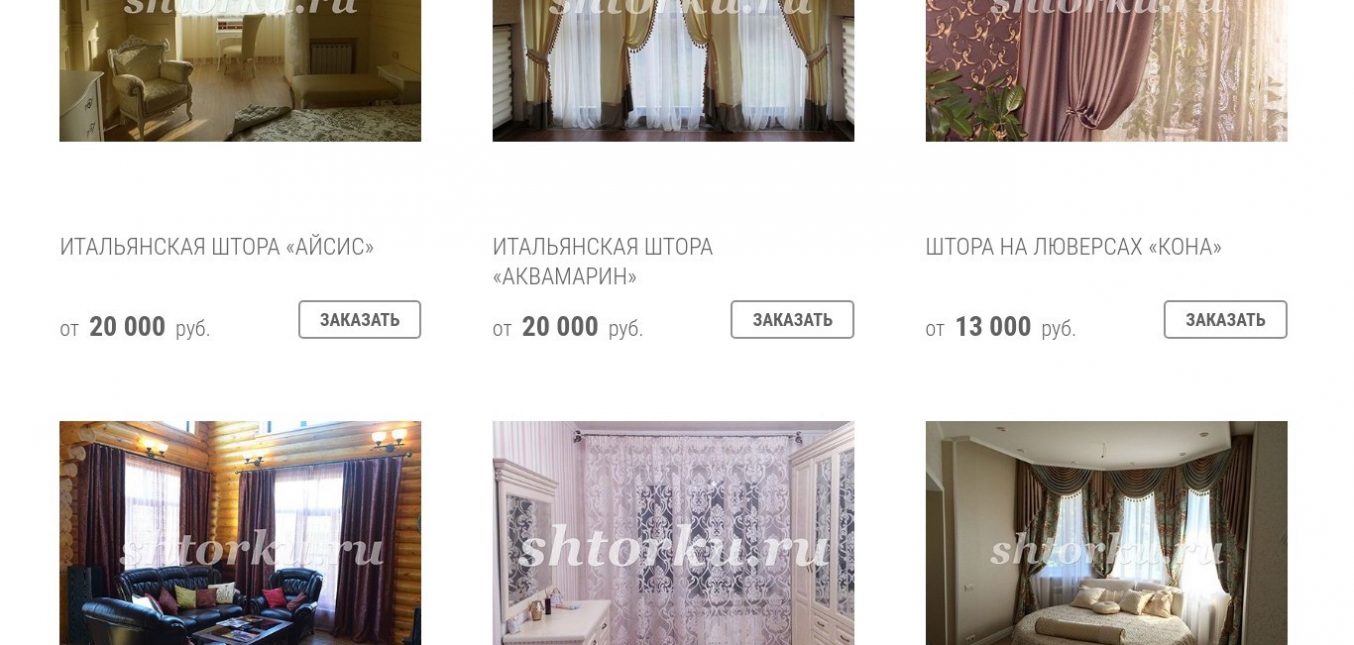 shtorku.ru
shtorku.ru
shtorku.ru
ИТАЛЬЯНСКАЯ ШТОРА «АЙСИС»
от 20 000 руб.
ЗАКАЗАТЬ
ИТАЛЬЯНСКАЯ ШТОРА
«АКВАМАРИН»
от 20 000 руб.
ЗАКАЗАТЬ
ШТОРА НА ЛЮВЕРСАХ «КОНА»
от 13 000 руб.
ЗАКАЗАТЬ
shtorku.ru
shtorku.ru
shtorku.ru